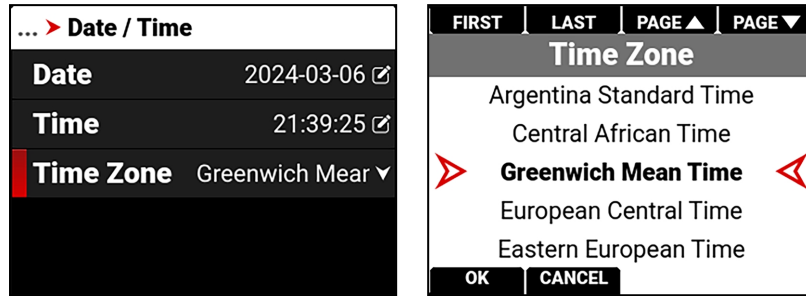 ... ➤ Date / Time
Date 2024-03-06
Time 21:39:25
Time Zone Greenwich Mear
FIRST LAST PAGE▲ PAGE▼
Time Zone
Argentina Standard Time
Central African Time
Greenwich Mean Time
European Central Time
Eastern European Time
OK CANCEL